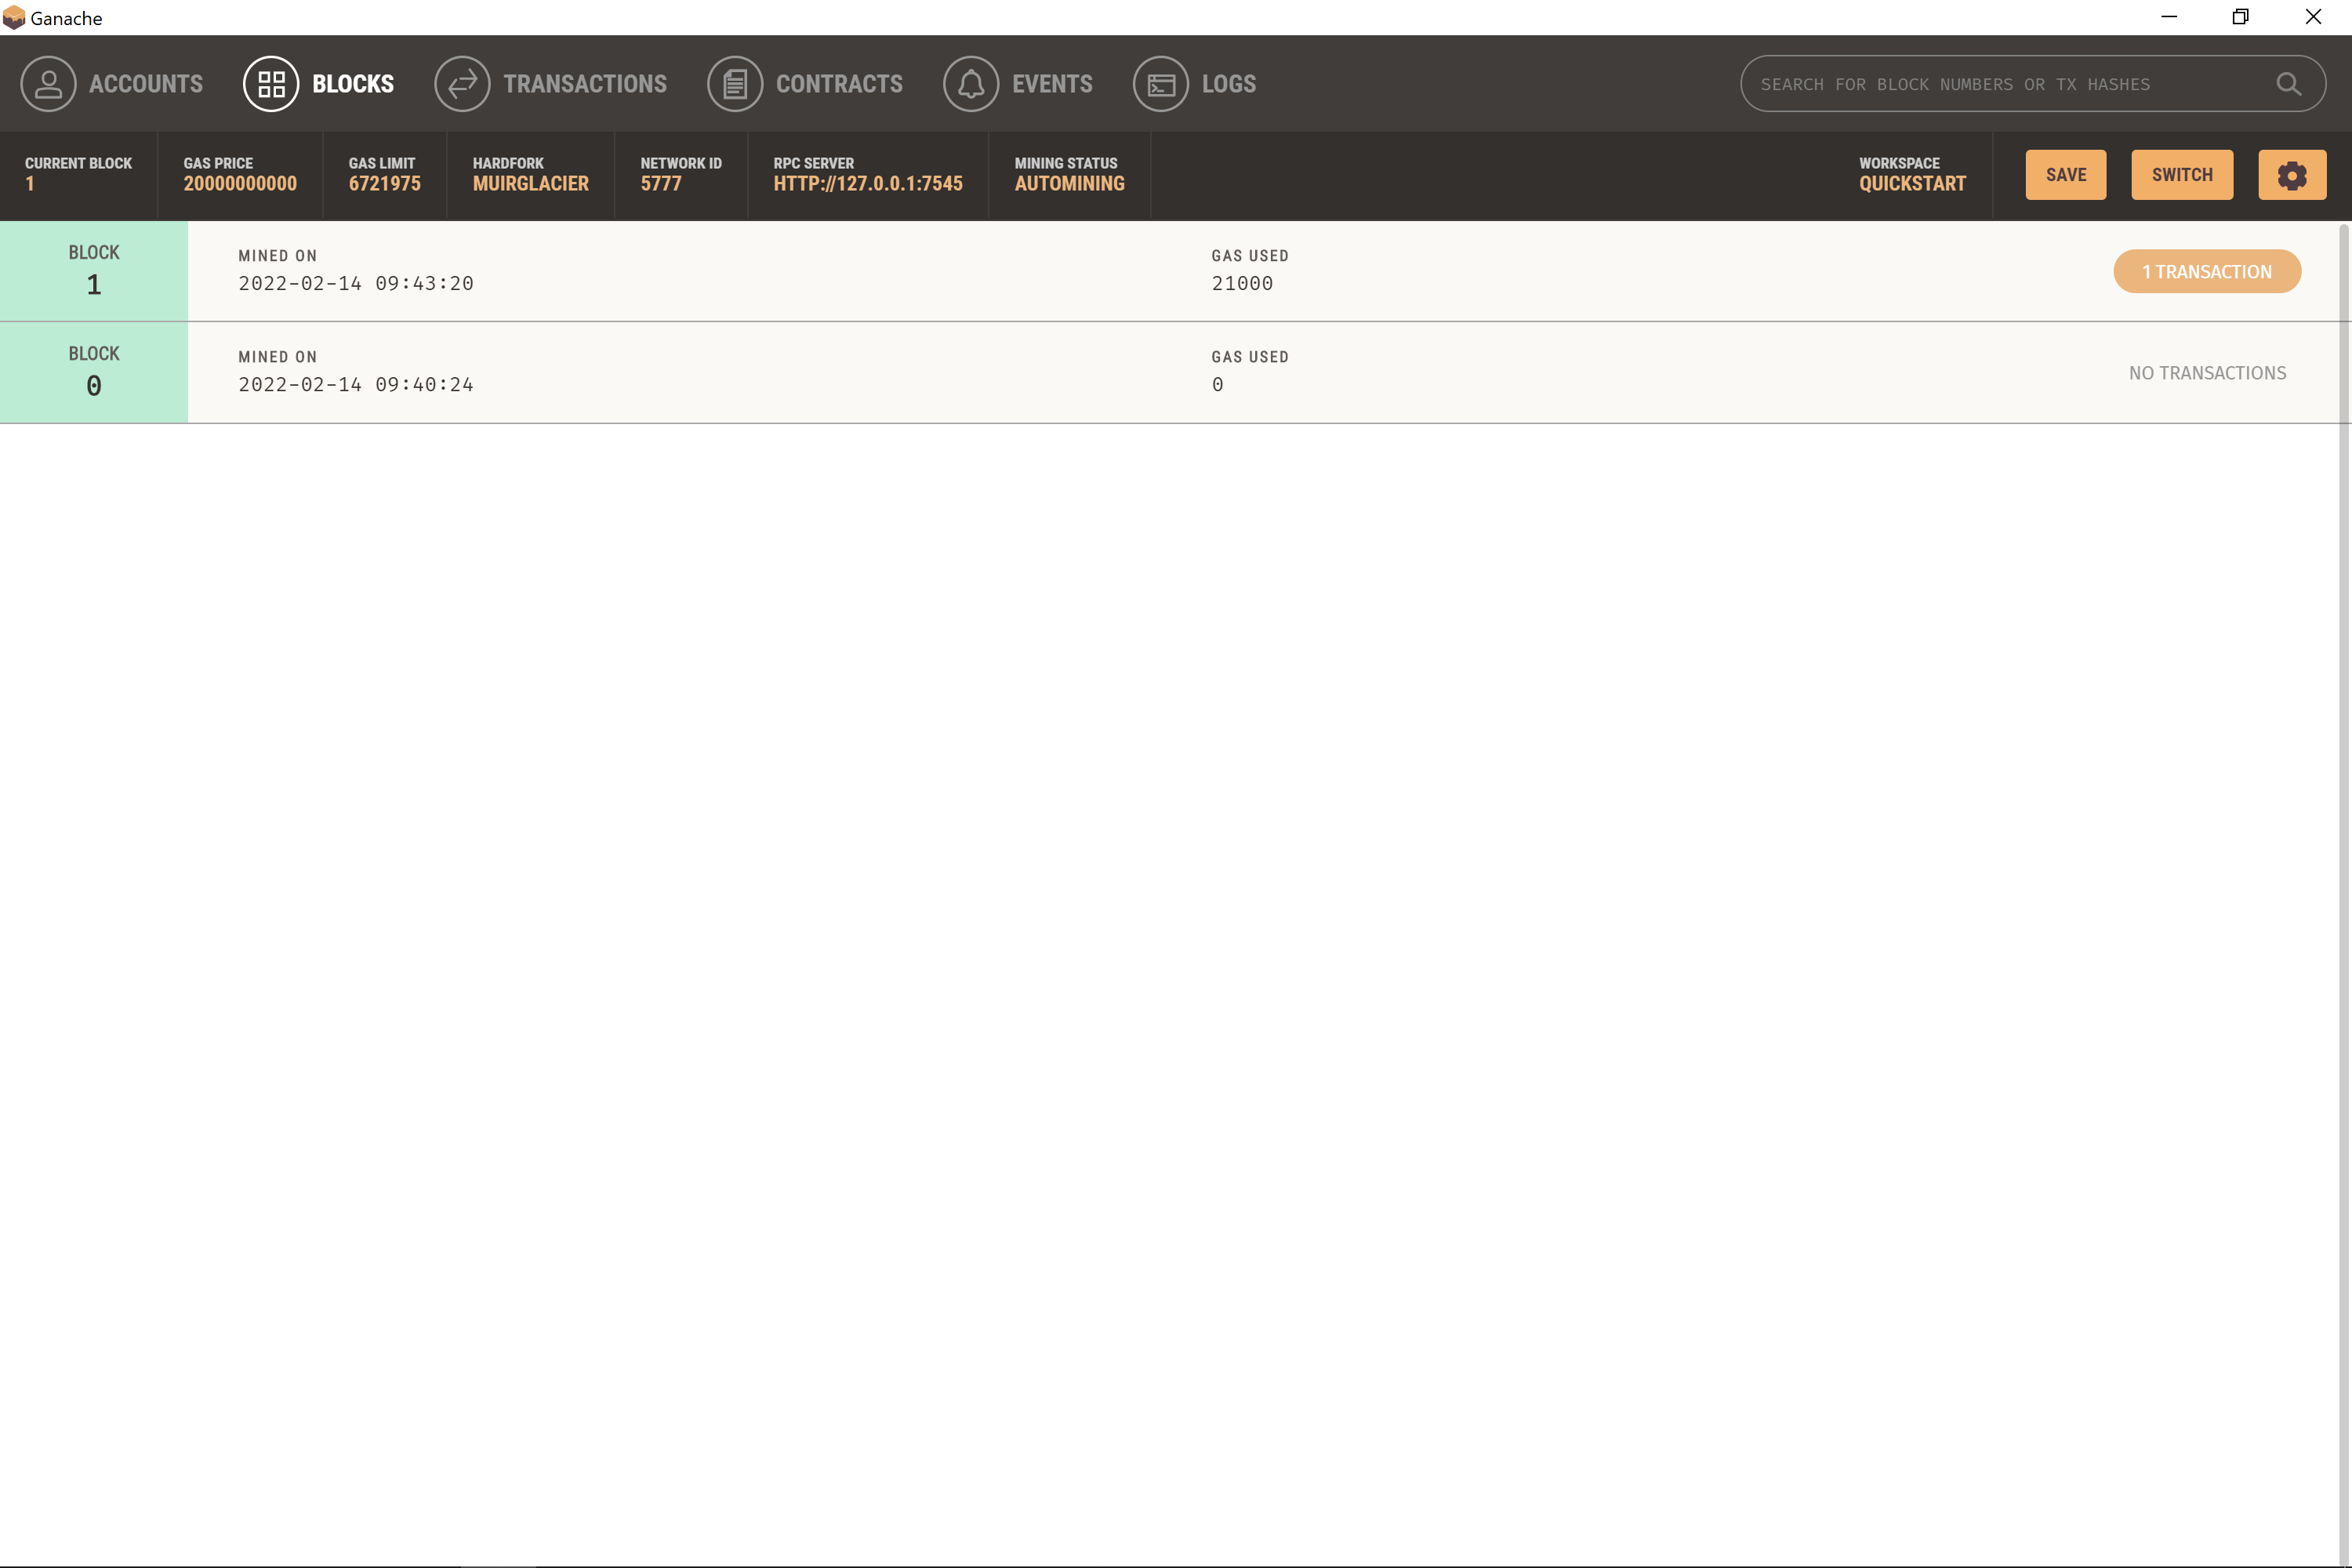 Ganache
ACCOUNTS BLOCKS TRANSACTIONS CONTRACTS EVENTS LOGS SEARCH FOR BLOCK NUMBERS OR TX HASHES
CURRENT BLOCK GAS PRICE GAS LIMIT HARDFORK NETWORK ID RPC SERVER MINING STATUS WORKSPACE
1 20000000000 6721975 MUIRGLACIER 5777 HTTP://127.0.0.1:7545 AUTOMINING QUICKSTART SAVE SWITCH
BLOCK MINED ON GAS USED
1 2022-02-14 09:43:20 21000 1 TRANSACTION
BLOCK MINED ON GAS USED
0 2022-02-14 09:40:24 0 NO TRANSACTIONS